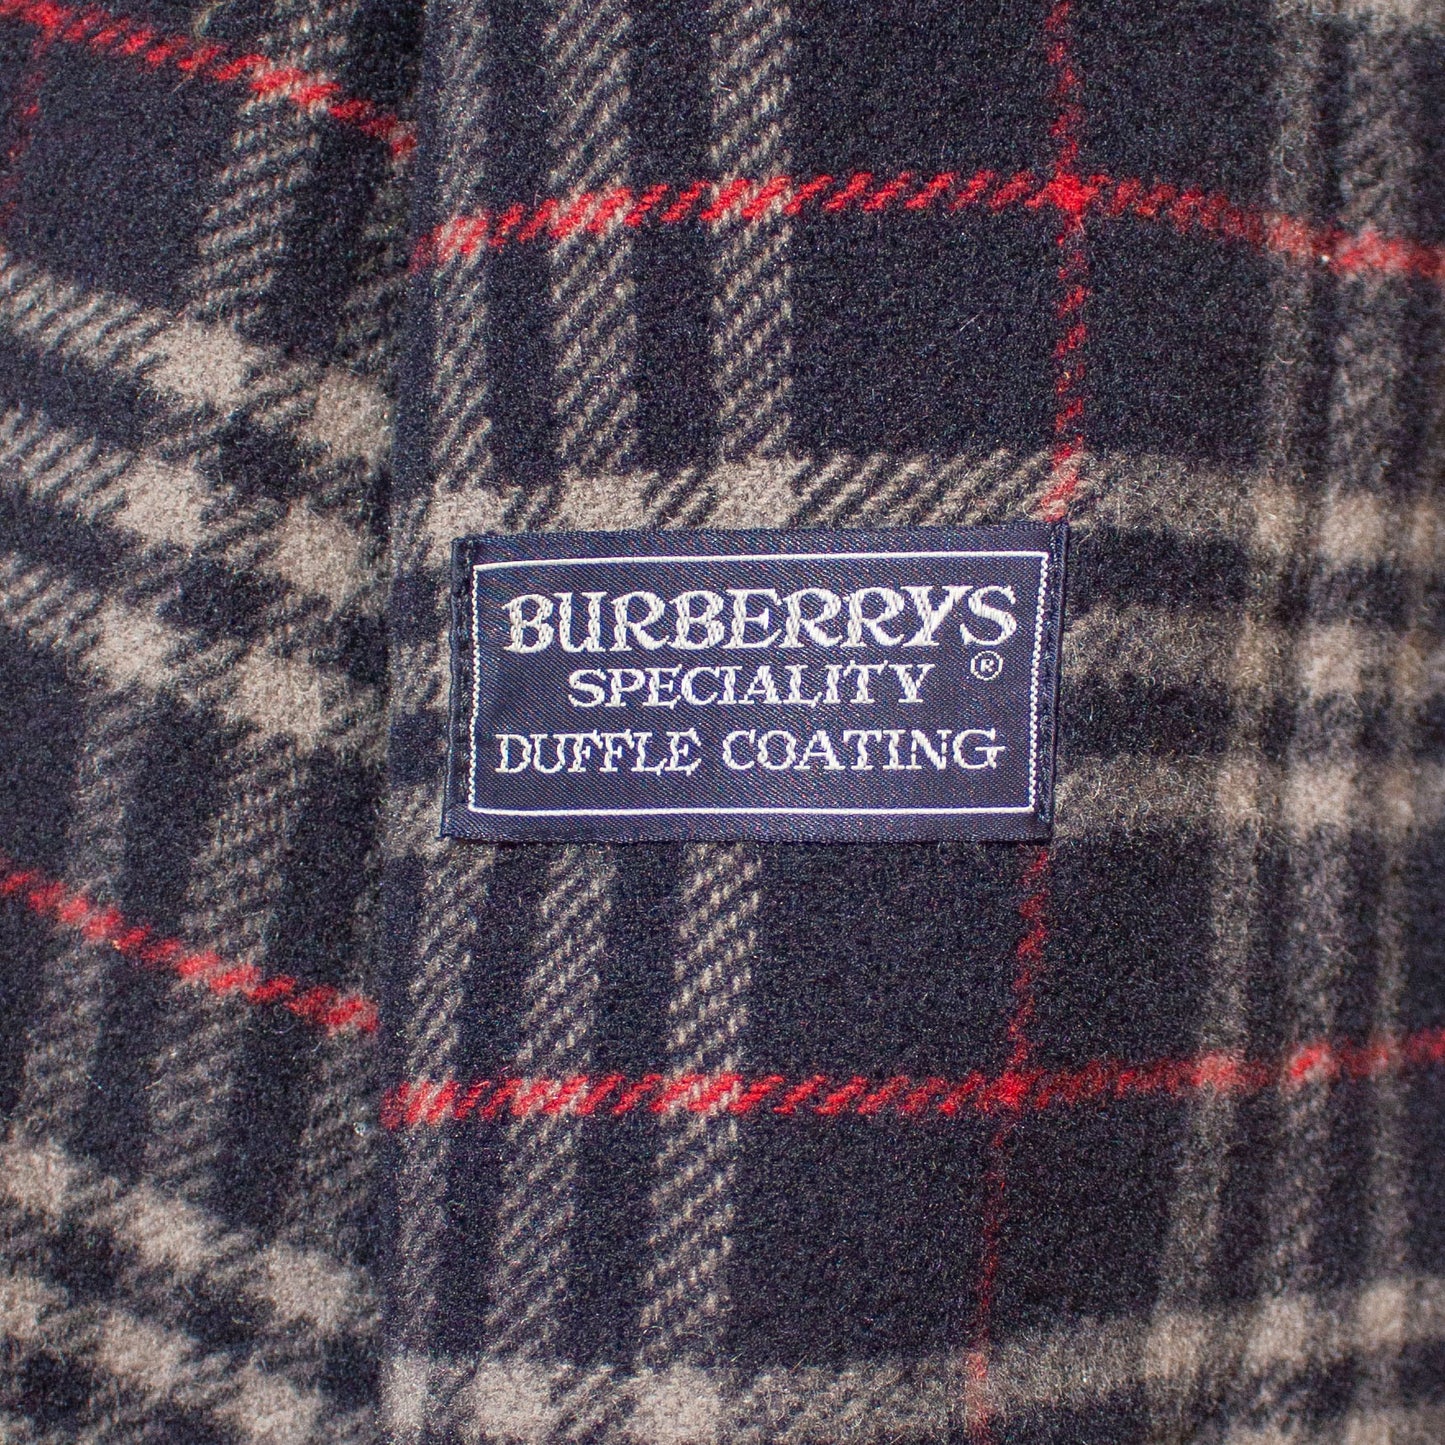 BURBERRYS
SPECIALITY ®
DUFFLE COATING